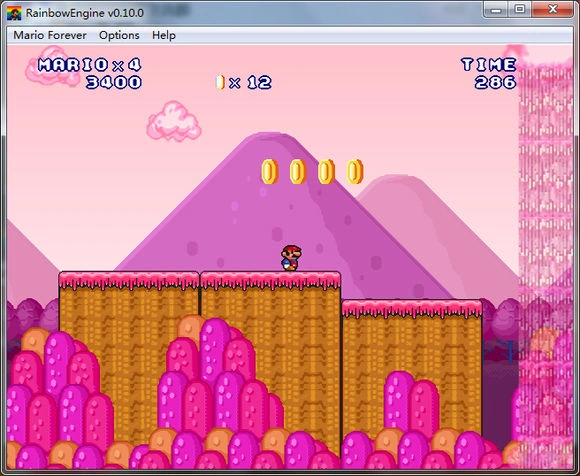 RainbowEngine v0.10.0
Mario Forever Options Help
MARIO × 4 TIME
3400 × 12 286